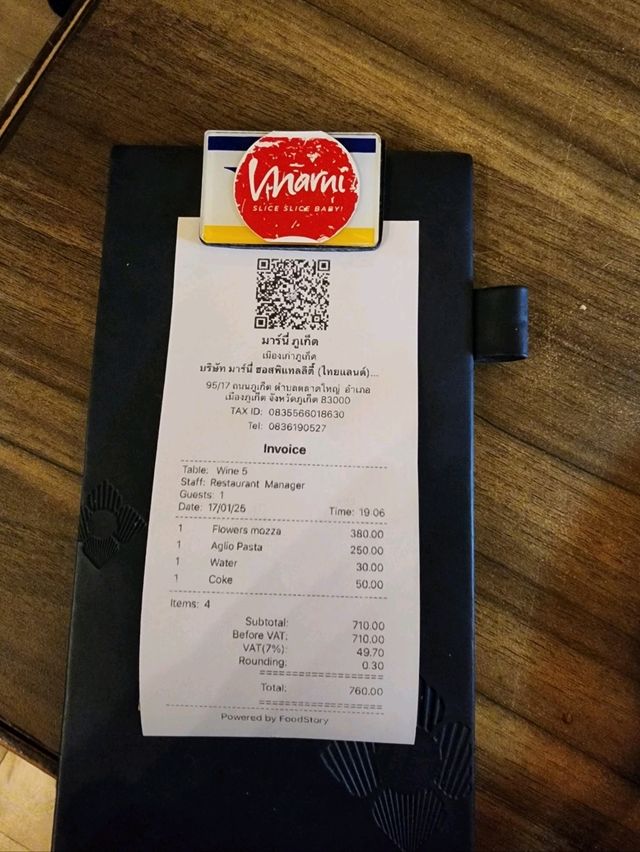 Marni
SLICE SLICE BABY!
มาร์นี่ ภูเก็ต
เมืองเก่าภูเก็ต
บริษัท มาร์นี่ ฮอสพิแทลลิตี้ (ไทยแลนด์)...
95/17 ถนนภูเก็ต ตำบลตลาดใหญ่ อำเภอ
เมืองภูเก็ต จังหวัดภูเก็ต 83000
TAX ID: 0835566018630
Tel: 0836190527
Invoice
Table: Wine 5
Staff: Restaurant Manager
Guests: 1
Date: 17/01/25 Time: 19:06
1 Flowers mozza 380.00
1 Aglio Pasta 250.00
1 Water 30.00
1 Coke 50.00
Items: 4
Subtotal: 710.00
Before VAT: 710.00
VAT(7%): 49.70
Rounding: 0.30
Total: 760.00
Powered by FoodStory